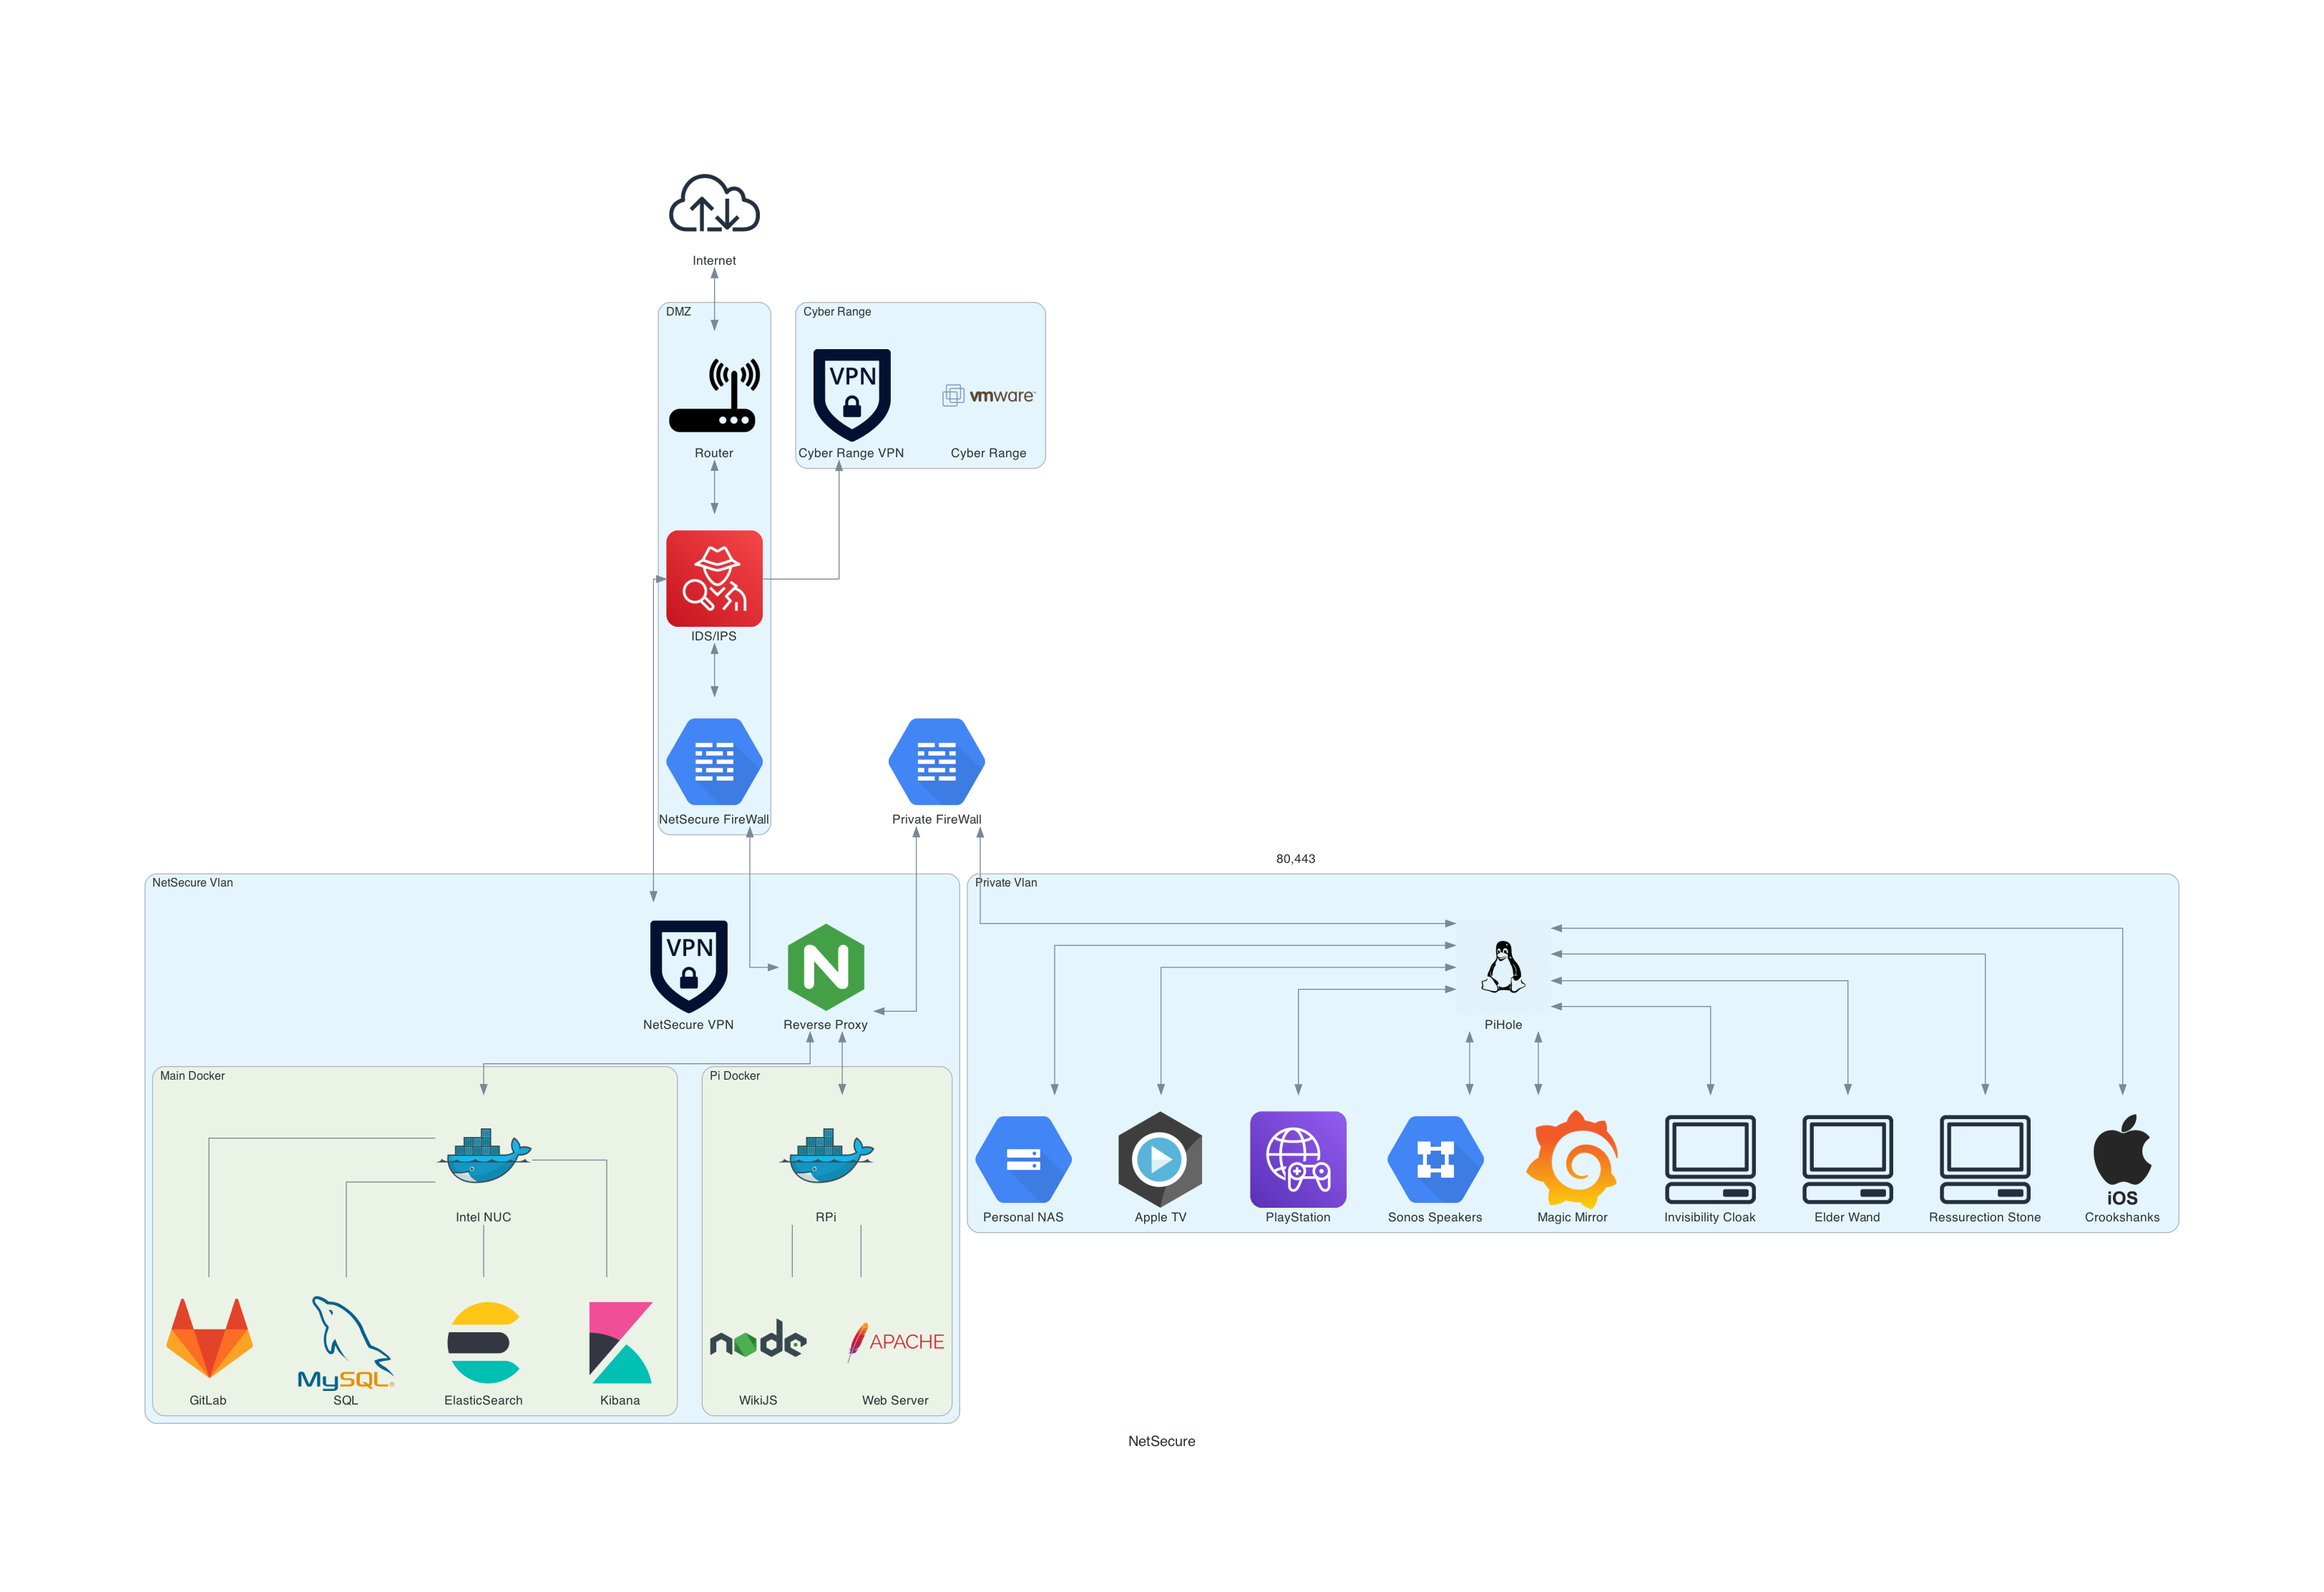 Internet
DMZ
Cyber Range
VPN
vmware
Router
Cyber Range VPN
Cyber Range
IDS/IPS
NetSecure FireWall
Private FireWall
80,443
NetSecure Vlan
Private Vlan
VPN
NetSecure VPN
Reverse Proxy
PiHole
Main Docker
Pi Docker
iOS
Intel NUC
RPi
Personal NAS
Apple TV
PlayStation
Sonos Speakers
Magic Mirror
Invisibility Cloak
Elder Wand
Ressurection Stone
Crookshanks
MySQL
node
APACHE
GitLab
SQL
ElasticSearch
Kibana
WikiJS
Web Server
NetSecure